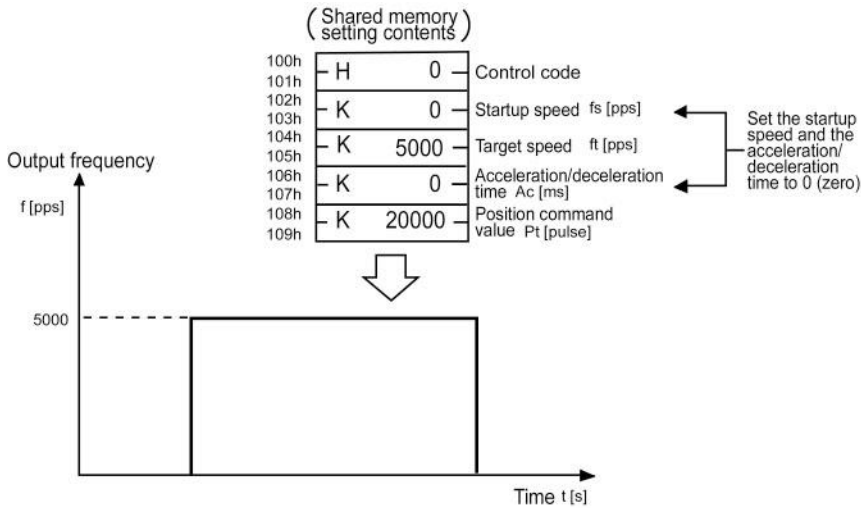 (Shared memory
setting contents)
100h
101h
H 0
Control code
102h
103h
K 0
Startup speed fs [pps]
104h
105h
K 5000
Target speed ft [pps]
106h
107h
K 0
Acceleration/deceleration
time Ac [ms]
108h
109h
K 20000
Position command
value Pt [pulse]
Set the startup
speed and the
acceleration/
deceleration
time to 0 (zero)
Output frequency
f [pps]
5000
Time t [s]